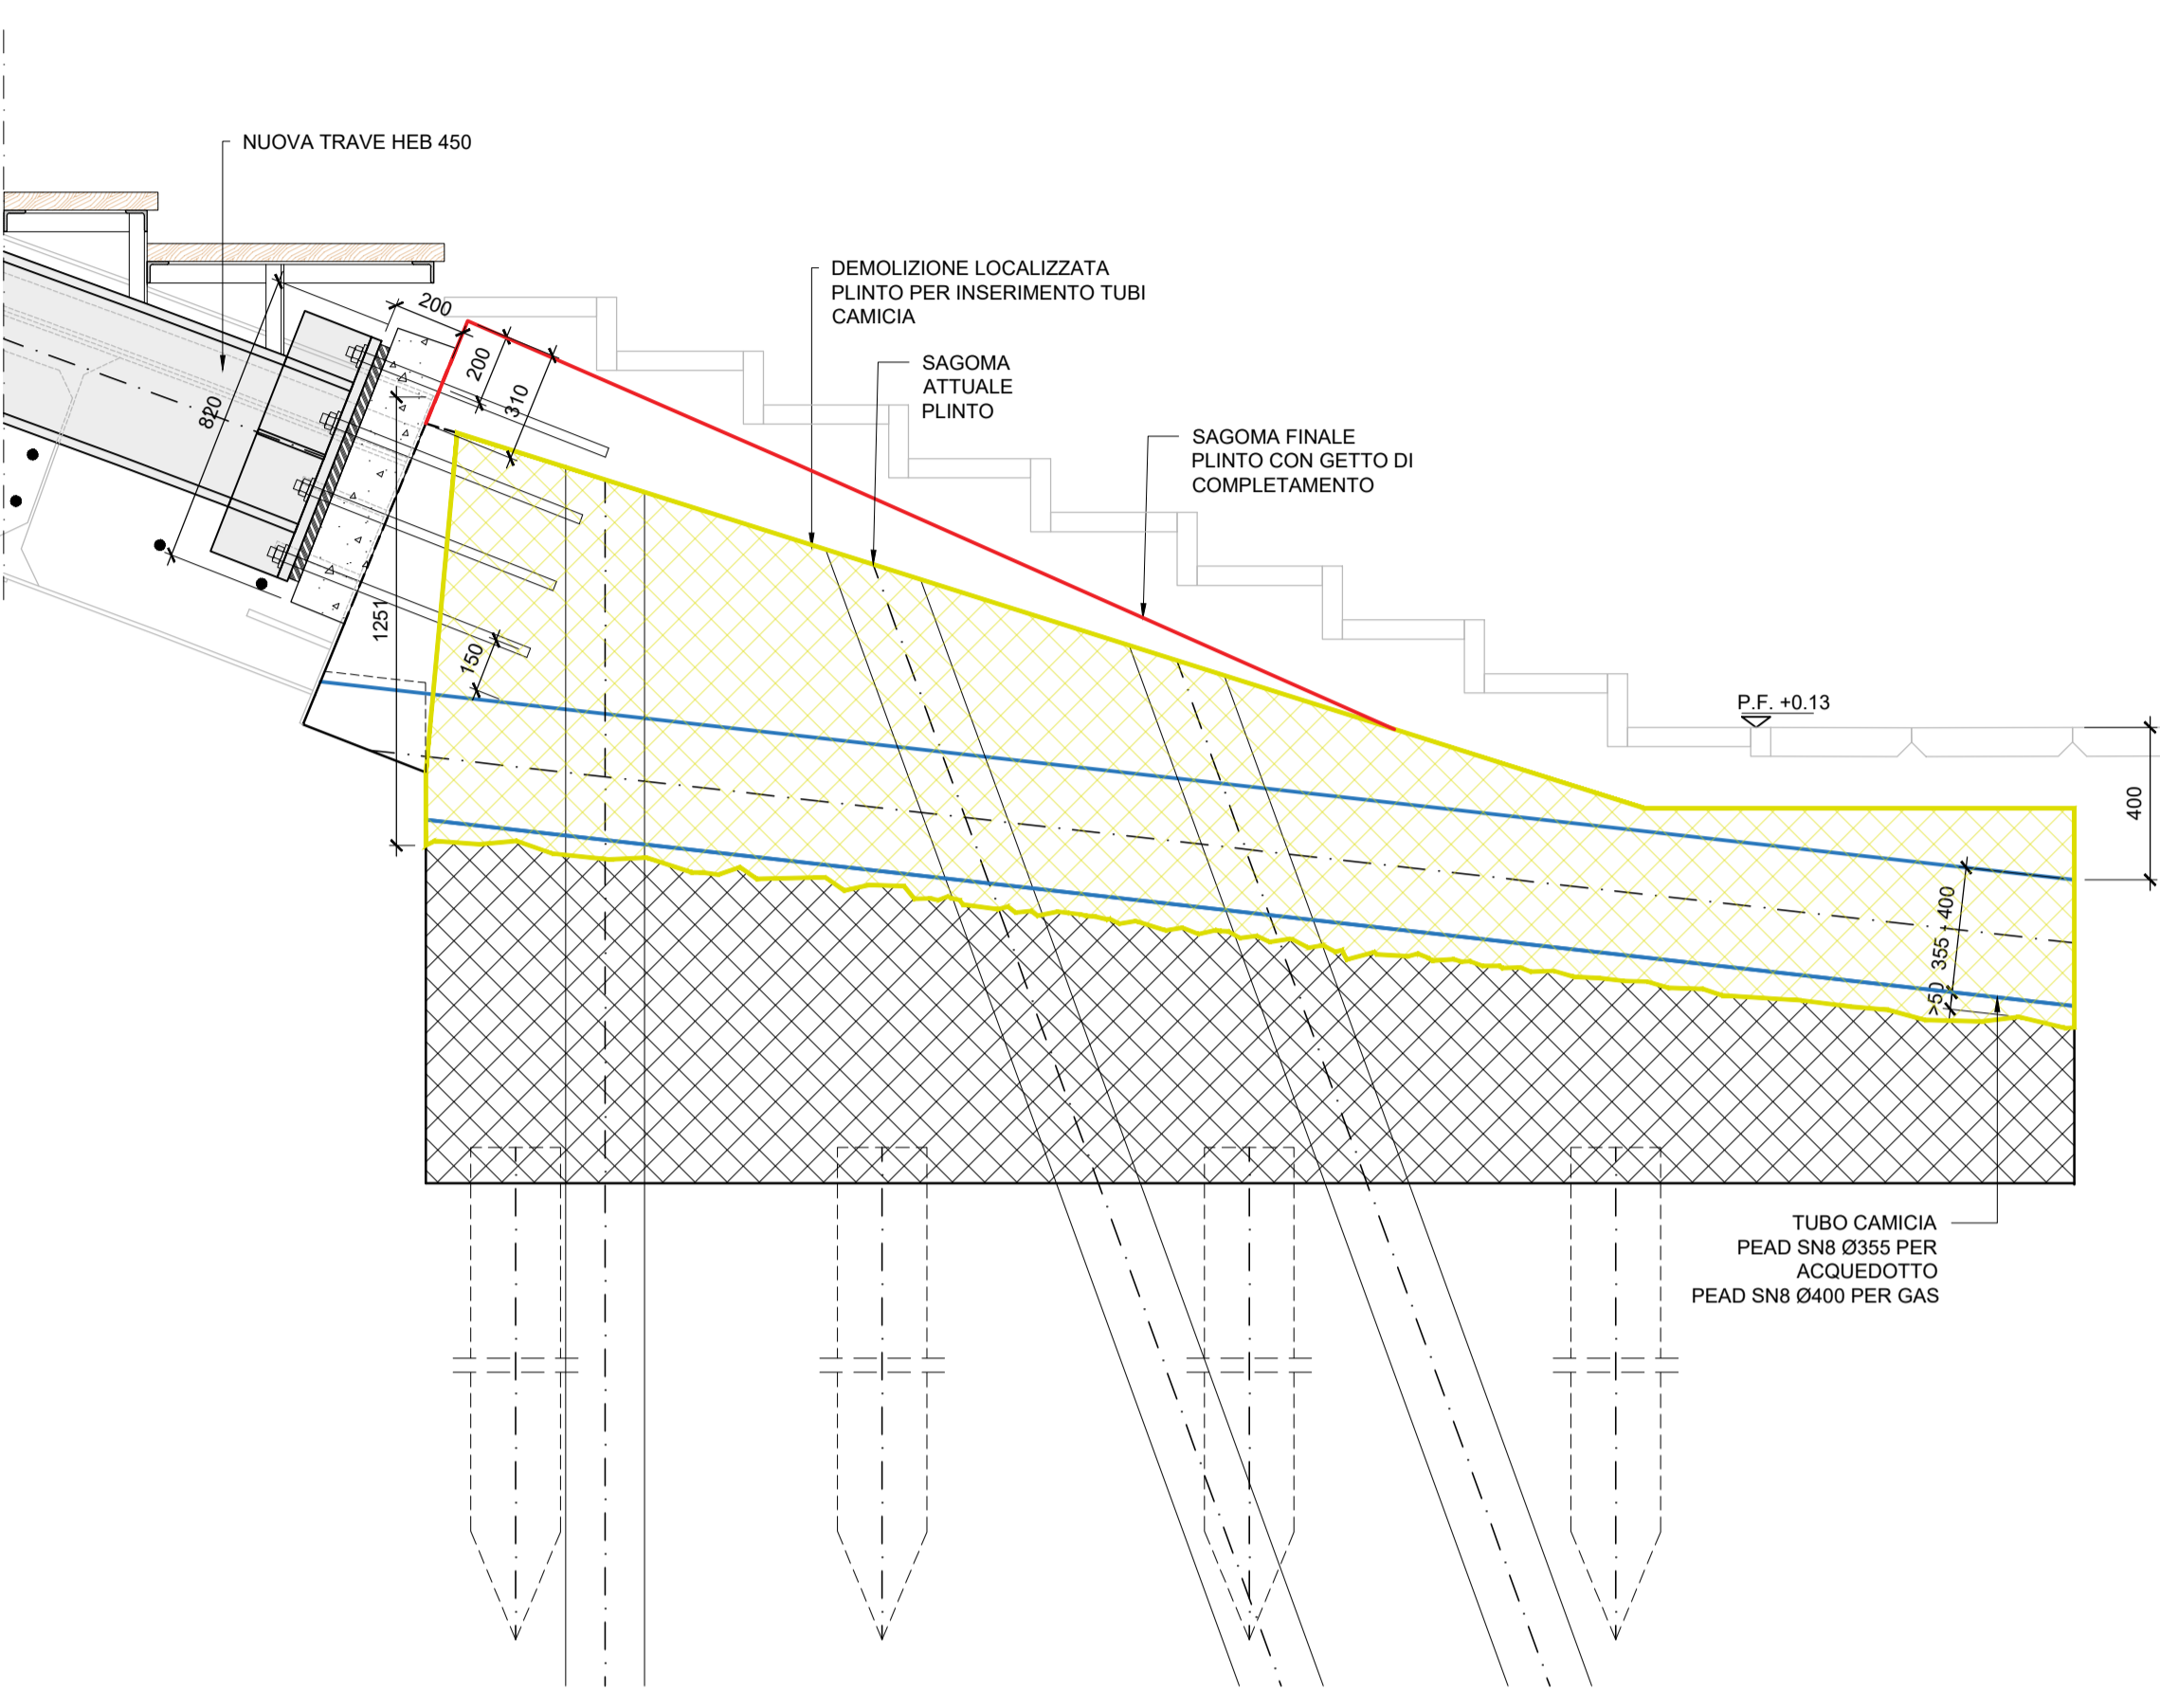 NUOVA TRAVE HEB 450
DEMOLIZIONE LOCALIZZATA
PLINTO PER INSERIMENTO TUBI
CAMICIA
200
SAGOMA
ATTUALE
PLINTO
200
310
820
SAGOMA FINALE
PLINTO CON GETTO DI
COMPLETAMENTO
1251
150
P.F. +0.13
400
355 - 400
>50
TUBO CAMICIA
PEAD SN8 Ø355 PER
ACQUEDOTTO
PEAD SN8 Ø400 PER GAS